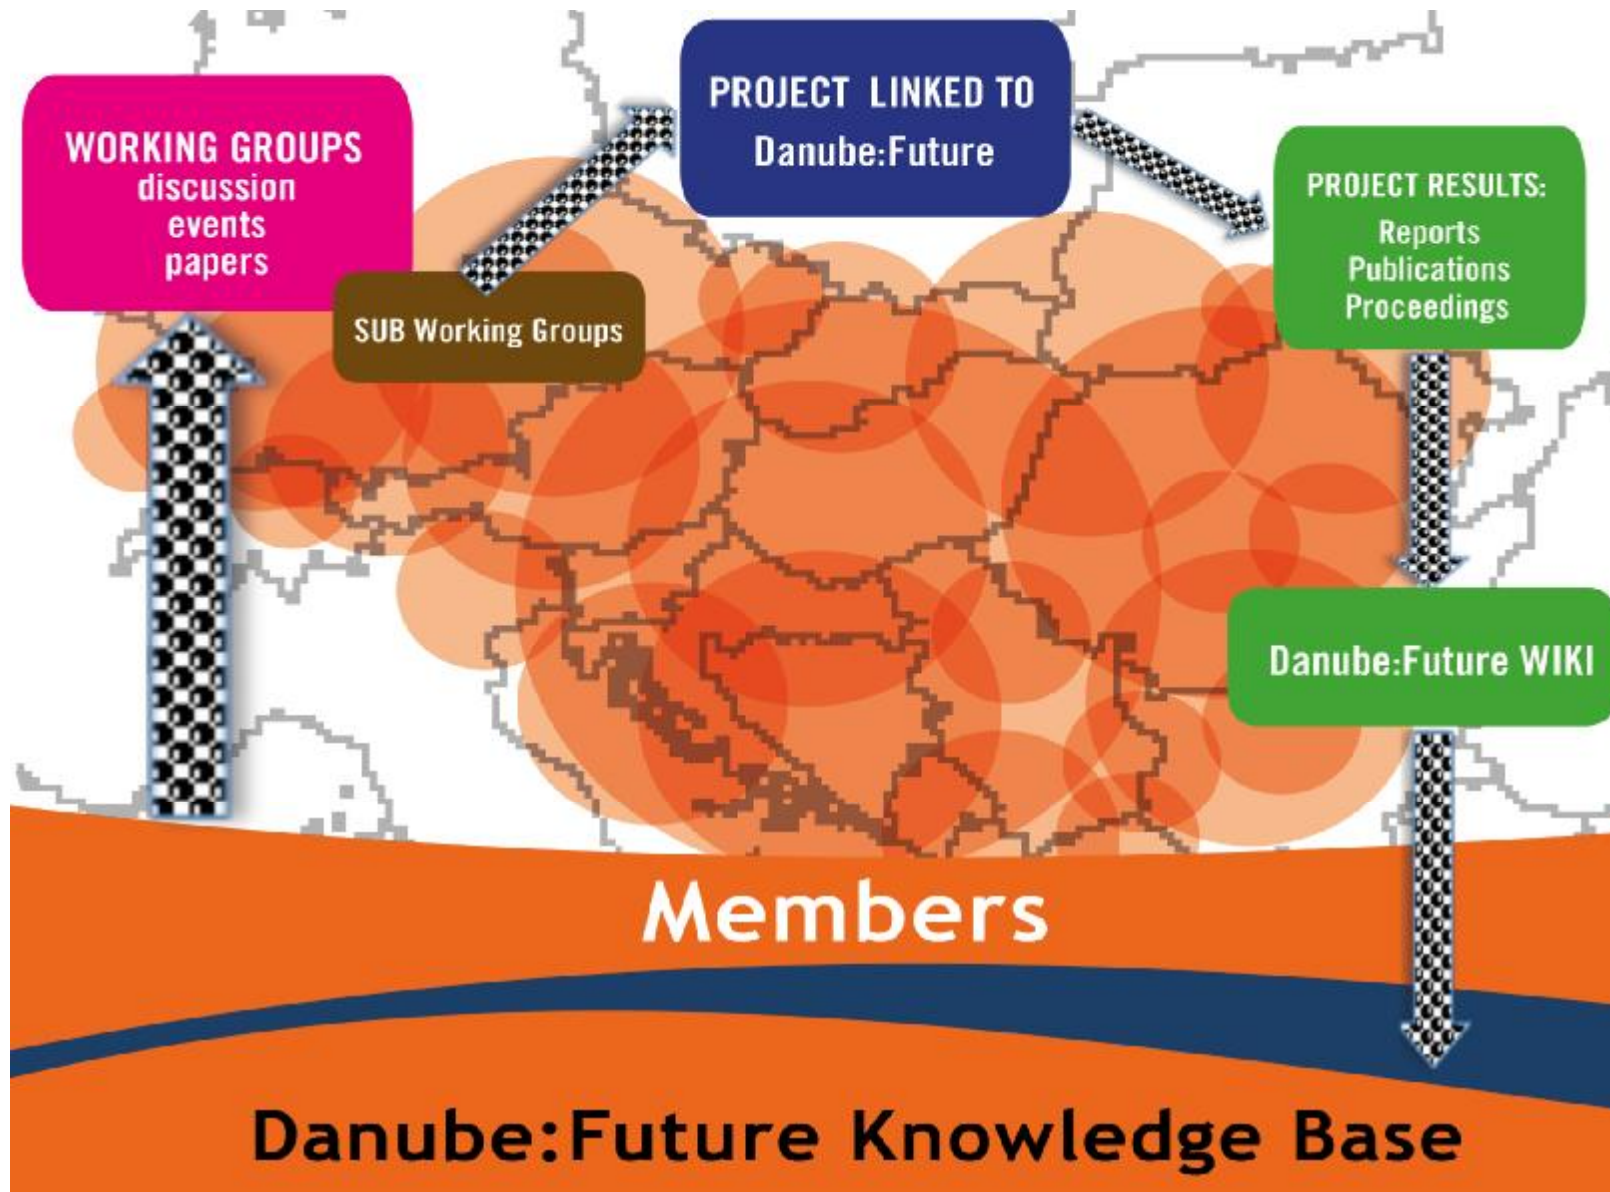 WORKING GROUPS
discussion
events
papers
SUB Working Groups
PROJECT LINKED TO
Danube:Future
PROJECT RESULTS:
Reports
Publications
Proceedings
Danube:Future WIKI
Members
Danube:Future Knowledge Base